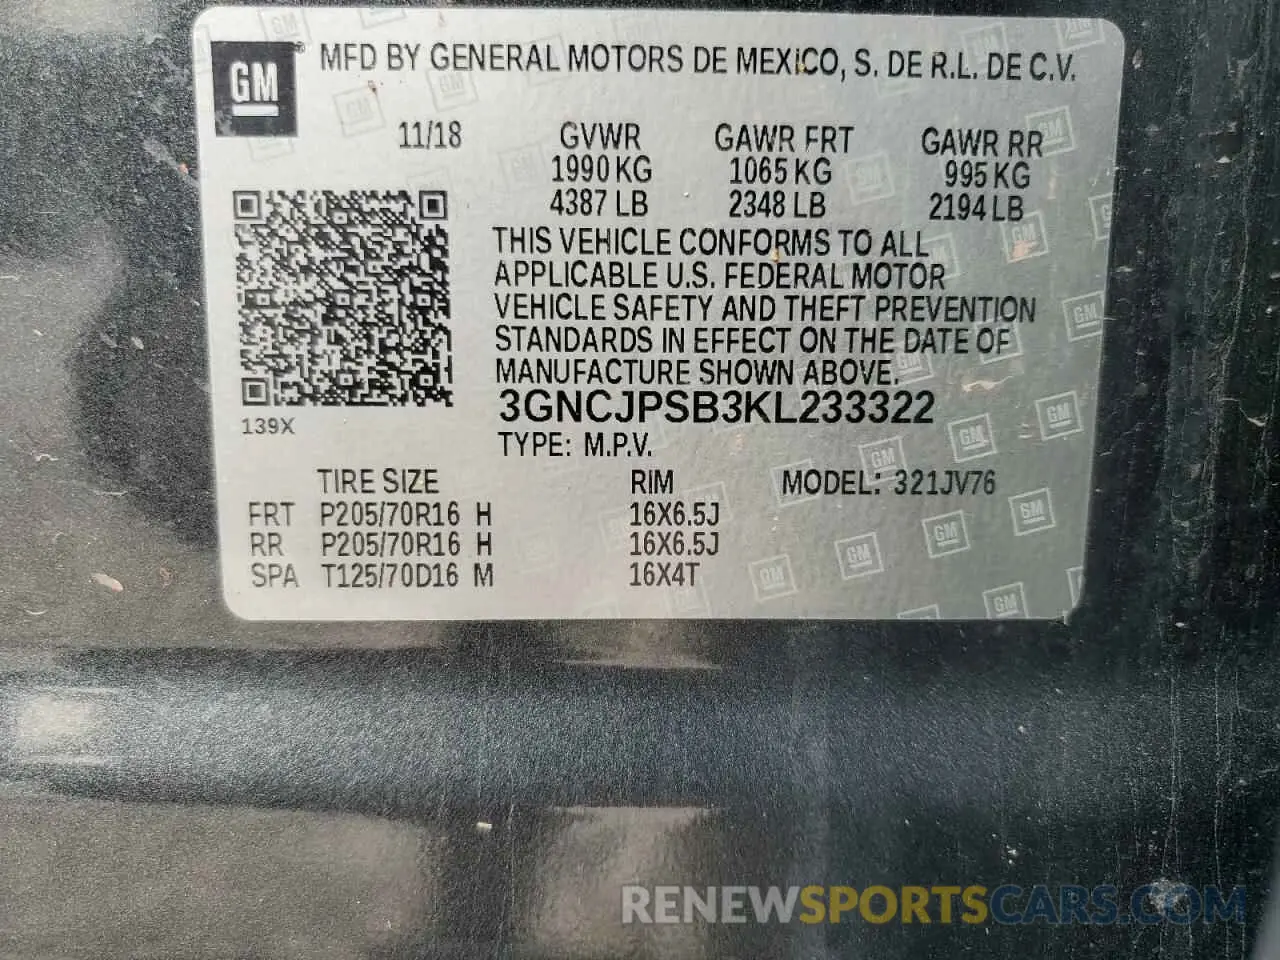 GM ® MFD BY GENERAL MOTORS DE MEXICO, S. DE R.L. DE C.V.
11/18 GVWR GAWR FRT GAWR RR
1990 KG 1065 KG 995 KG
4387 LB 2348 LB 2194 LB
THIS VEHICLE CONFORMS TO ALL
APPLICABLE U.S. FEDERAL MOTOR
VEHICLE SAFETY AND THEFT PREVENTION
STANDARDS IN EFFECT ON THE DATE OF
MANUFACTURE SHOWN ABOVE.
3GNCJPSB3KL233322
139X
TYPE: M.P.V.
TIRE SIZE RIM MODEL: 321JV76
FRT P205/70R16 H 16X6.5J
RR P205/70R16 H 16X6.5J
SPA T125/70D16 M 16X4T
RENEWSPORTSCARS.COM